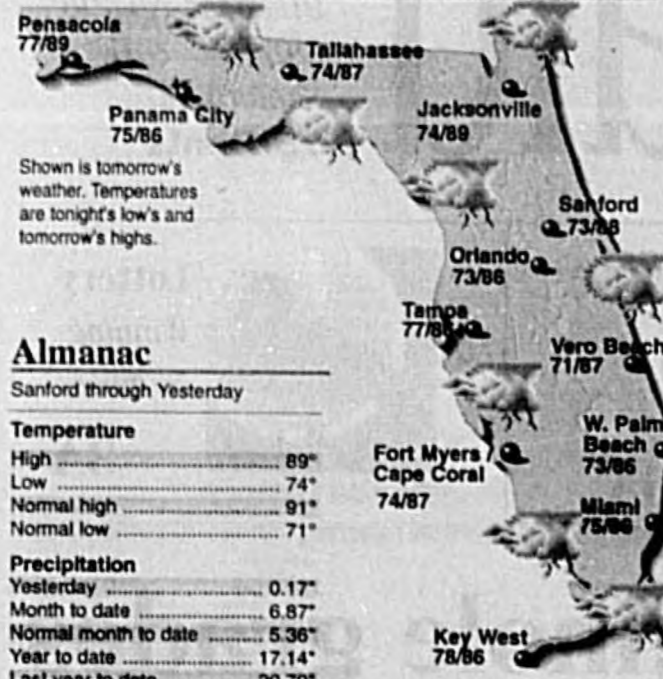 Pensacola
77/89
Tallahassee
74/87
Panama City
75/86
Jacksonville
74/89
Shown is tomorrow's
weather. Temperatures
are tonight's low's and
tomorrow's highs.
Sanford
73/88
Orlando
73/86
Tampa
Vero Beach
71/87
W. Palm
Beach
73/86
Fort Myers
Cape Coral
74/87
Miami
75/86
Key West
78/86
Almanac
Sanford through Yesterday
Temperature
High 89°
Low 74°
Normal high 91°
Normal low 71°
Precipitation
Yesterday 0.17"
Month to date 6.87"
Normal month to date 5.36"
Year to date 17.14"
Last year to date